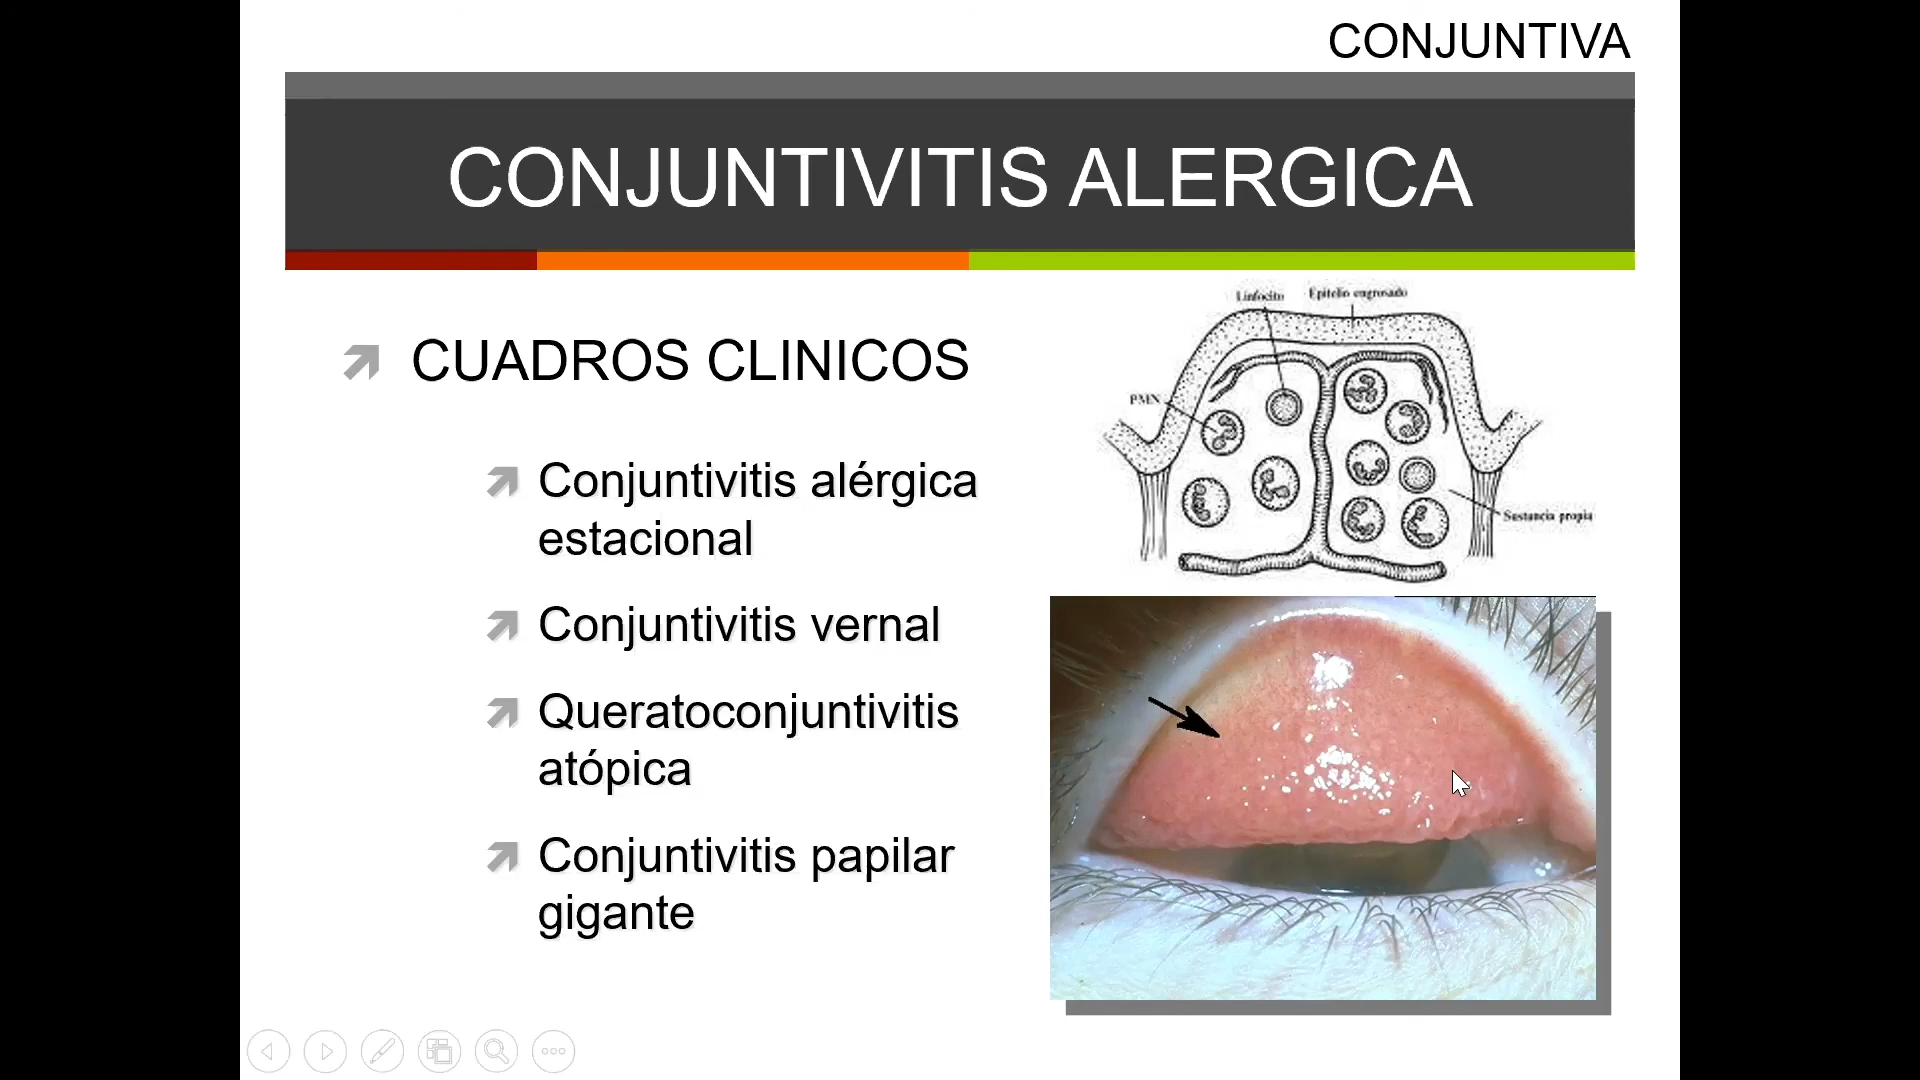 CONJUNTIVA
CONJUNTIVITIS ALERGICA
CUADROS CLINICOS
Conjuntivitis alérgica
estacional
Conjuntivitis vernal
Queratoconjuntivitis
atópica
Conjuntivitis papilar
gigante
Linfocito
Epitelio engrosado
PMN
Sustancia propia